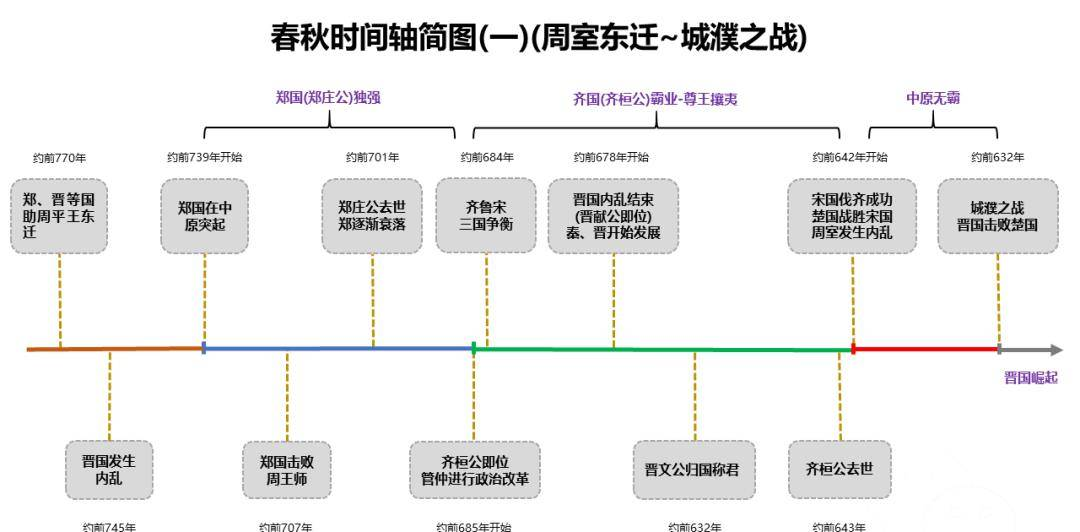 春秋时间轴简图(一)(周室东迁~城濮之战)
郑国(郑庄公)独强
齐国(齐桓公)霸业-尊王攘夷
中原无霸
约前770年
约前739年开始
约前701年
约前684年
约前678年开始
约前642年开始
约前632年
郑、晋等国
助周平王东
迁
郑国在中
原突起
郑庄公去世
郑逐渐衰落
齐鲁宋
三国争衡
晋国内乱结束
(晋献公即位)
秦、晋开始发展
宋国伐齐成功
楚国战胜宋国
周室发生内乱
城濮之战
晋国击败楚国
晋国崛起
晋国发生
内乱
郑国击败
周王师
齐桓公即位
管仲进行政治改革
晋文公归国称君
齐桓公去世
约前745年
约前707年
约前685年开始
约前632年
约前643年